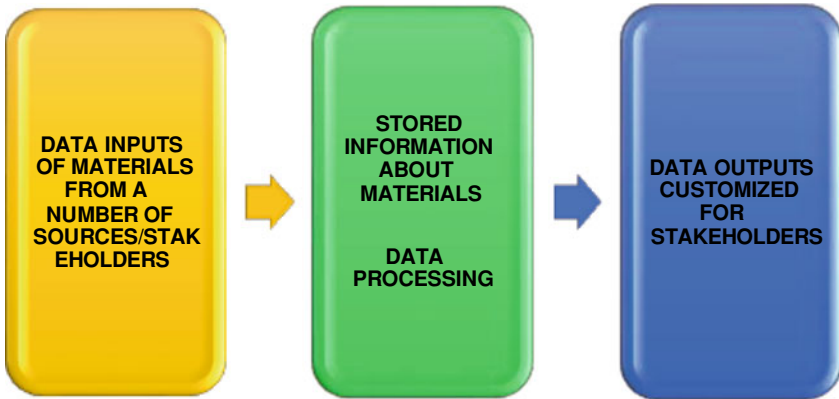 DATA INPUTS
OF MATERIALS
FROM A
NUMBER OF
SOURCES/STAK
EHOLDERS
STORED
INFORMATION
ABOUT
MATERIALS
DATA
PROCESSING
DATA OUTPUTS
CUSTOMIZED
FOR
STAKEHOLDERS